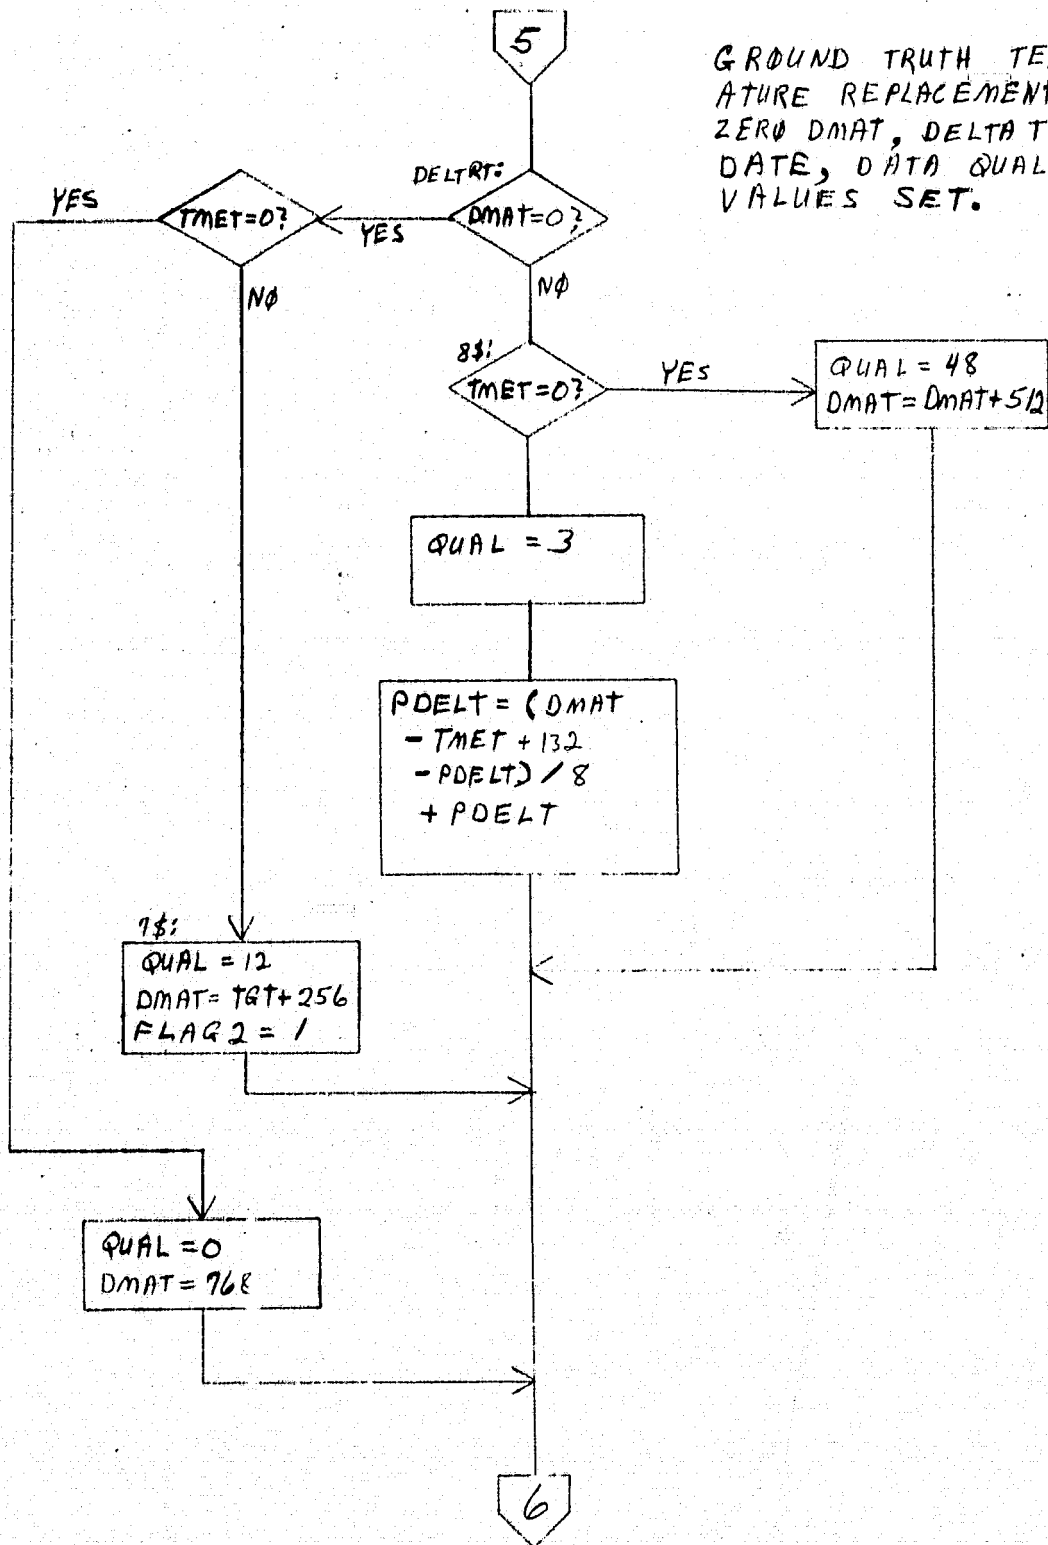 5
GRØUND TRUTH TE
ATURE REPLACEMENT
ZERØ DMAT, DELTA T
DATE, DATA QUAL
VALUES SET.
DELTRT:
YES
TMET=0?
YES
DMAT=0?
NØ
NØ
8$:
TMET=0?
YES
QUAL = 48
DMAT=DMAT+512
QUAL = 3
PDELT = (DMAT
- TMET + 132
- PDELT) / 8
+ PDELT
7$:
QUAL = 12
DMAT= TGT+256
FLAG2 = 1
QUAL =0
DMAT= 768
6